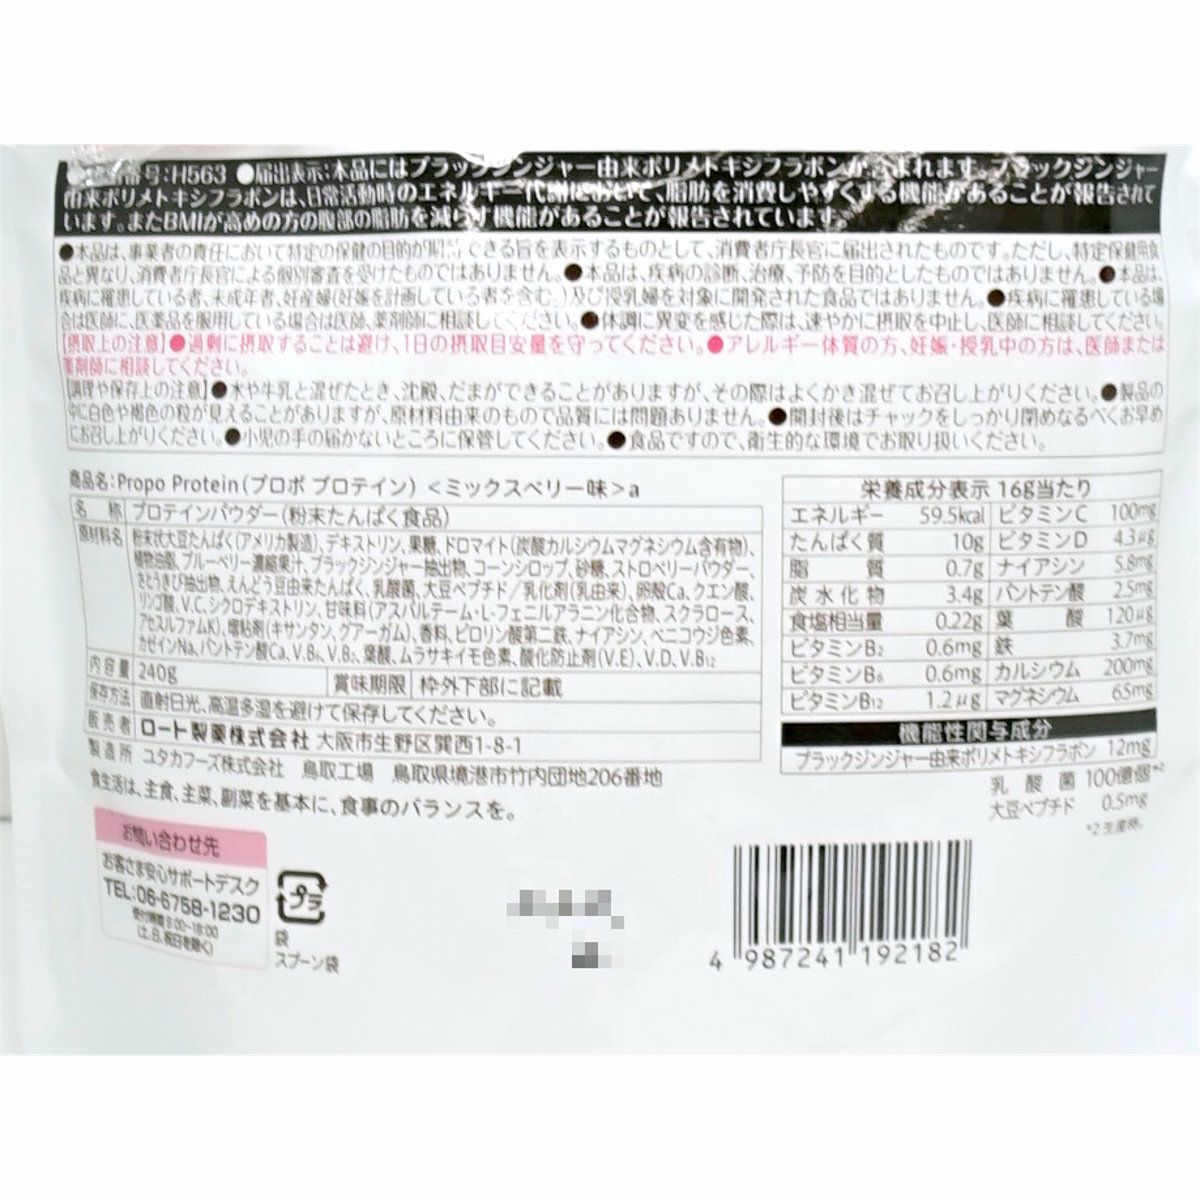 番号:H563 ●届出表示:本品にはブラックジンジャー由来ポリメトキシフラボンが含まれます。ブラックジンジャー
由来ポリメトキシフラボンは、日常活動時のエネルギー代謝において、脂肪を消費しやすくする機能があることが報告されて
います。またBMIが高めの方の腹部の脂肪を減らす機能があることが報告されています。
●本品は、事業者の責任において特定の保健の目的が期待できる旨を表示するものとして、消費者庁長官に届出されたものです。ただし、特定保健用食
品と異なり、消費者庁長官による個別審査を受けたものではありません。●本品は、疾病の診断、治療、予防を目的としたものではありません。●本品は、
疾病に罹患している者、未成年者、妊産婦(妊娠を計画している者を含む。)及び授乳婦を対象に開発された食品ではありません。●疾病に罹患している場
合は医師に、医薬品を服用している場合は医師、薬剤師に相談してください。●体調に異変を感じた際は、速やかに摂取を中止し、医師に相談してください。
【摂取上の注意】●過剰に摂取することは避け、1日の摂取目安量を守ってください。●アレルギー体質の方、妊娠・授乳中の方は、医師または
薬剤師に相談してください。
【調理や保存上の注意】●水や牛乳と混ぜたとき、沈殿、だまができることがありますが、その際はよくかき混ぜてお召し上がりください。●製品の
中に白色や褐色の粒が見えることがありますが、原材料由来のもので品質には問題ありません。●開封後はチャックをしっかり閉めなるべくお早め
にお召し上がりください。●小児の手の届かないところに保管してください。●食品ですので、衛生的な環境でお取り扱いください。
商品名:Propo Protein(プロポ プロテイン) <ミックスベリー味>a
名称 プロテインパウダー(粉末たんぱく食品)
原材料名 粉末状大豆たんぱく(アメリカ製造)、デキストリン、果糖、ドロマイト(炭酸カルシウムマグネシウム含有物)、
植物油脂、ブルーベリー濃縮果汁、ブラックジンジャー抽出物、コーンシロップ、砂糖、ストロベリーパウダー、
さとうきび抽出物、えんどう豆由来たんぱく、乳酸菌、大豆ペプチド/乳化剤(乳由来)、卵殻Ca、クエン酸、
リンゴ酸、V.C、シクロデキストリン、甘味料(アスパルテーム・L-フェニルアラニン化合物、スクラロース、
アセスルファムK)、増粘剤(キサンタン、グアーガム)、香料、ピロリン酸第二鉄、ナイアシン、ベニコウジ色素、
カゼインNa、パントテン酸Ca、V.B₆、V.B₂、葉酸、ムラサキイモ色素、酸化防止剤(V.E)、V.D、V.B₁₂
内容量 240g 賞味期限 枠外下部に記載
保存方法 直射日光、高温多湿を避けて保存してください。
販売者 ロート製薬株式会社 大阪市生野区巽西1-8-1
製造所 ユタカフーズ株式会社 鳥取工場 鳥取県境港市竹内団地206番地
食生活は、主食、主菜、副菜を基本に、食事のバランスを。
栄養成分表示 16g当たり
エネルギー 59.5kcal ビタミンC 100mg
たんぱく質 10g ビタミンD 4.3μg
脂質 0.7g ナイアシン 5.8mg
炭水化物 3.4g パントテン酸 2.5mg
食塩相当量 0.22g 葉酸 120μg
ビタミンB₂ 0.6mg 鉄 3.7mg
ビタミンB₆ 0.6mg カルシウム 200mg
ビタミンB₁₂ 1.2μg マグネシウム 65mg
機能性関与成分
ブラックジンジャー由来ポリメトキシフラボン 12mg
乳酸菌 100億個*2
大豆ペプチド 0.5mg
*2 生産時。
お問い合わせ先
お客さま安心サポートデスク
TEL:06-6758-1230
受付時間9:00~18:00
(土、日、祝日を除く)
プラ
袋
スプーン袋
4 987241 192182